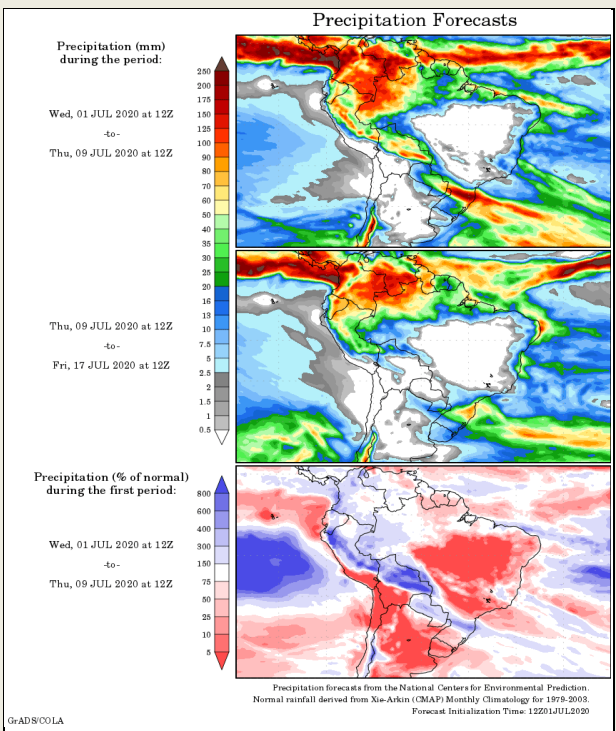 Precipitation Forecasts
Precipitation (mm)
during the period:
Wed, 01 JUL 2020 at 12Z
-to-
Thu, 09 JUL 2020 at 12Z
250
200
175
150
125
100
90
80
70
60
50
40
35
30
25
20
16
13
10
7.5
5
2.5
2
1.5
1
0.5
Thu, 09 JUL 2020 at 12Z
-to-
Fri, 17 JUL 2020 at 12Z
Precipitation (% of normal)
during the first period:
Wed, 01 JUL 2020 at 12Z
-to-
Thu, 09 JUL 2020 at 12Z
800
600
400
300
150
75
50
25
10
5
Precipitation forecasts from the National Centers for Environmental Prediction.
Normal rainfall derived from Xie-Arkin (CMAP) Monthly Climatology for 1979-2003.
Forecast Initialization Time: 12Z01JUL2020
GrADS/COLA